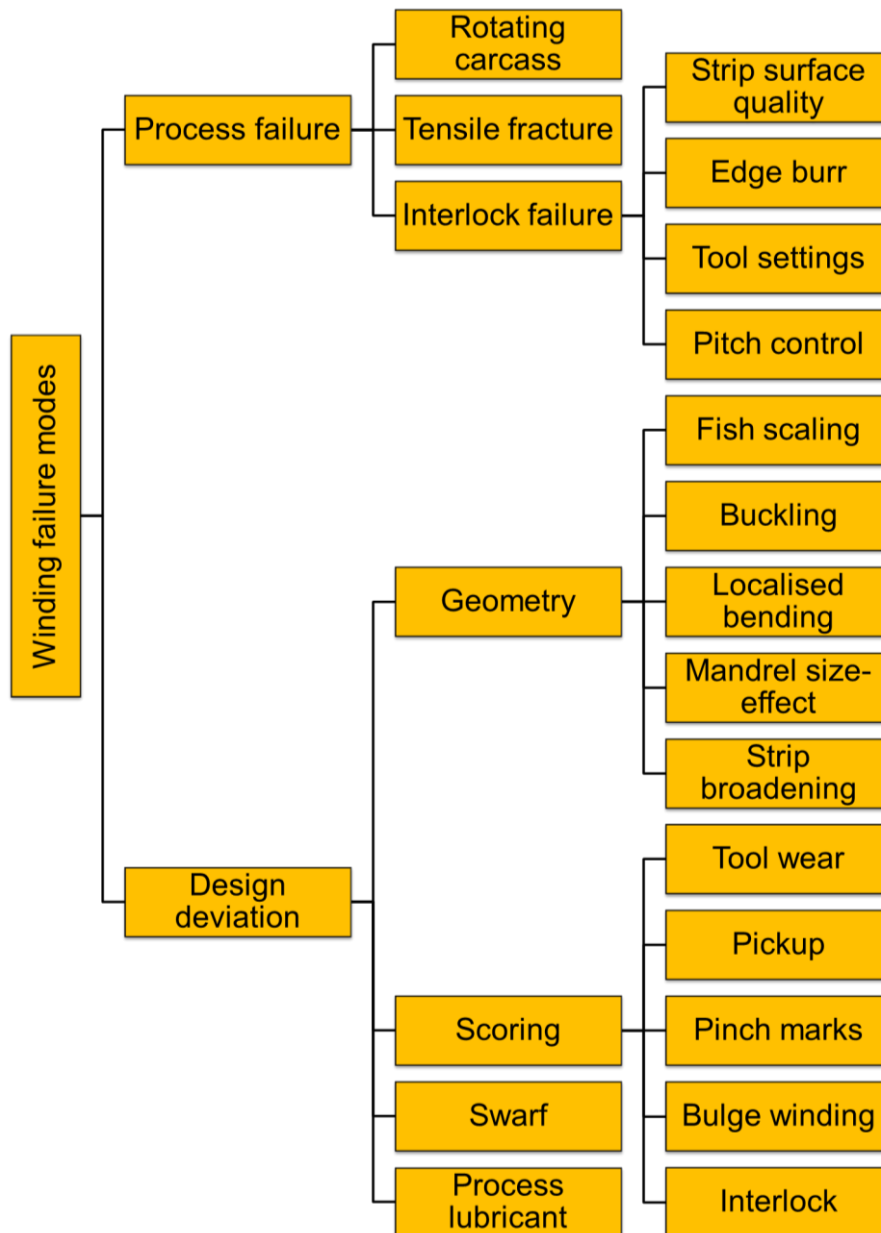 Winding failure modes
Process failure
Rotating
carcass
Tensile fracture
Interlock failure
Strip surface
quality
Edge burr
Tool settings
Pitch control
Design
deviation
Geometry
Fish scaling
Buckling
Localised
bending
Mandrel size-
effect
Strip
broadening
Scoring
Tool wear
Pickup
Pinch marks
Bulge winding
Interlock
Swarf
Process
lubricant